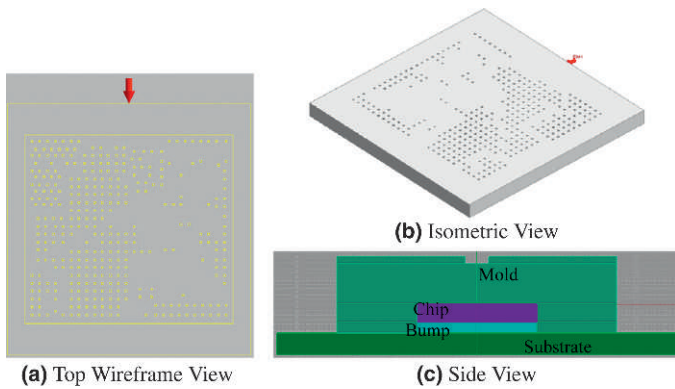 (b) Isometric View
Mold
Chip
Bump
Substrate
(a) Top Wireframe View
(c) Side View